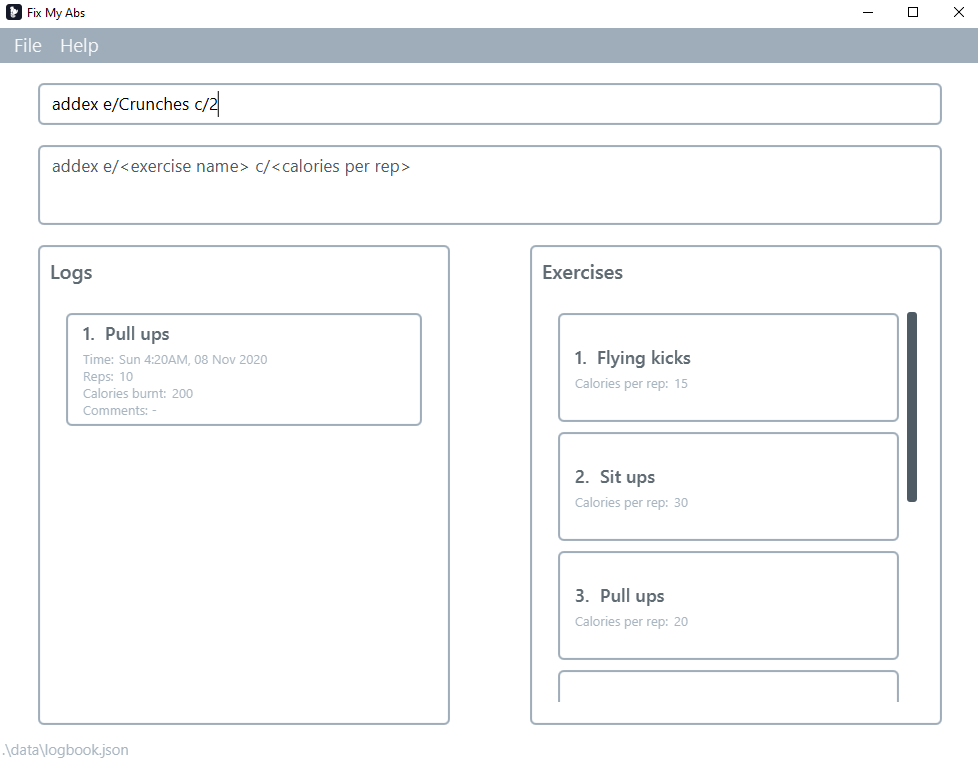 Fix My Abs
File Help
addex e/Crunches c/2
addex e/<exercise name> c/<calories per rep>
Logs
1. Pull ups
Time: Sun 4:20AM, 08 Nov 2020
Reps: 10
Calories burnt: 200
Comments: -
Exercises
1. Flying kicks
Calories per rep: 15
2. Sit ups
Calories per rep: 30
3. Pull ups
Calories per rep: 20
.\data\logbook.json